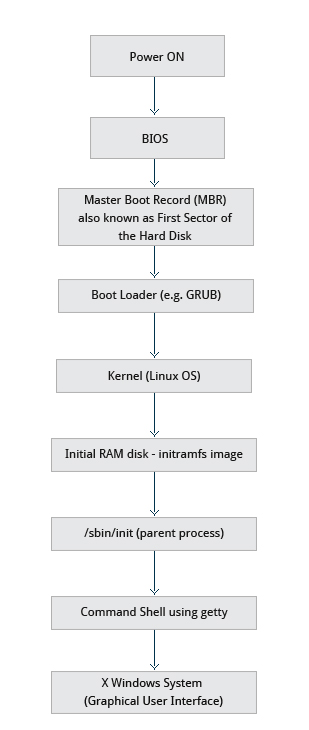 Power ON
BIOS
Master Boot Record (MBR)
also known as First Sector of
the Hard Disk
Boot Loader (e.g. GRUB)
Kernel (Linux OS)
Initial RAM disk - initramfs image
/sbin/init (parent process)
Command Shell using getty
X Windows System
(Graphical User Interface)